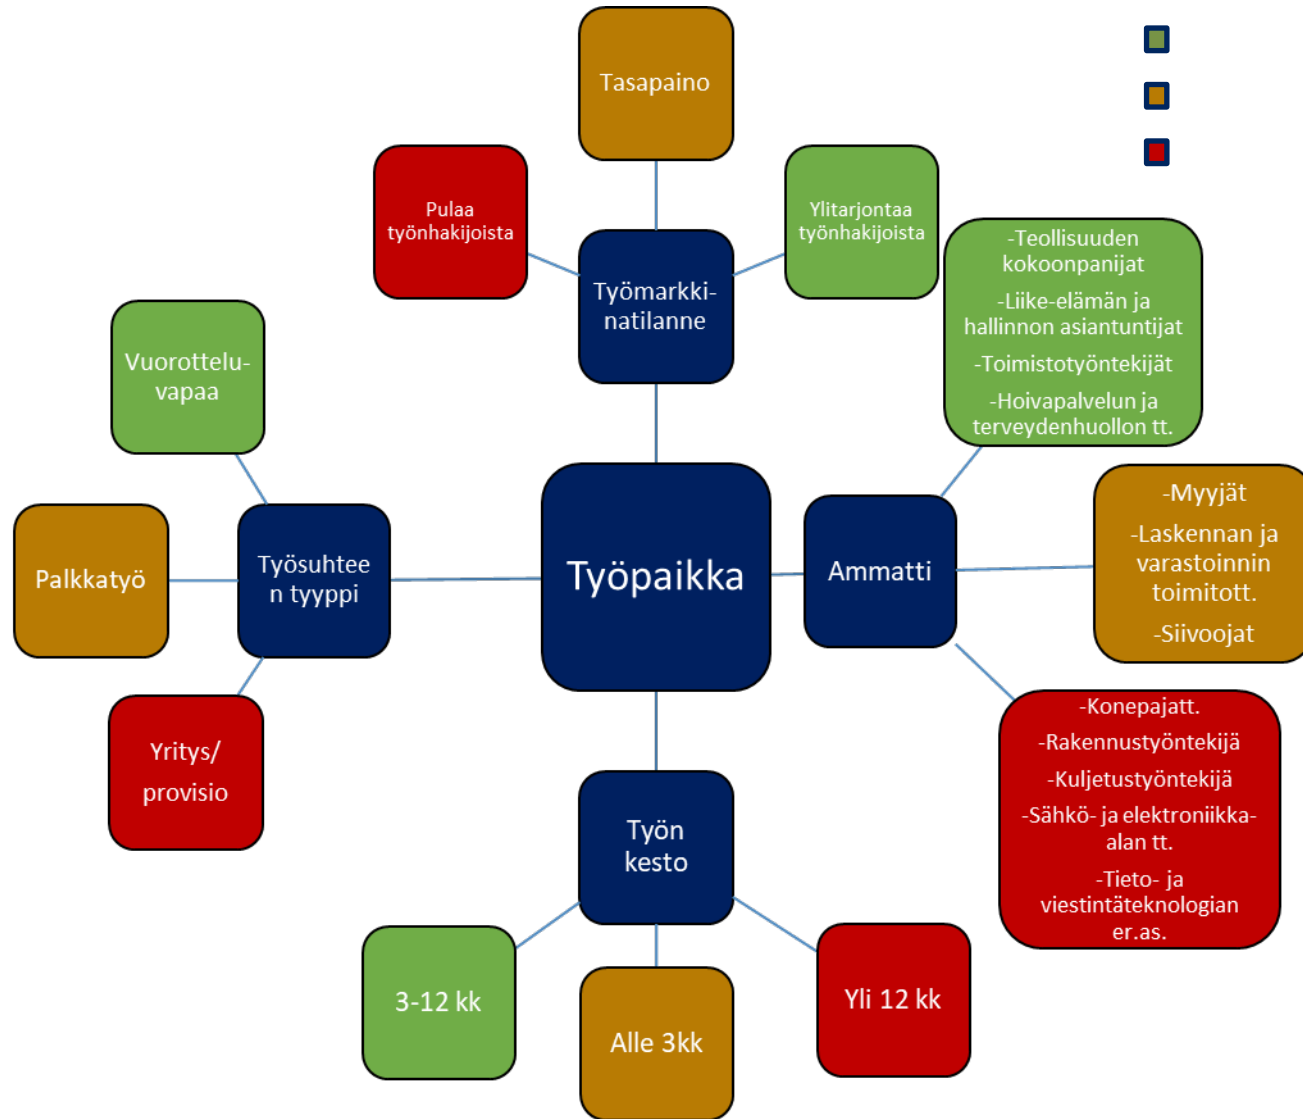 Tasapaino
Pulaa
työnhakijoista
Ylitarjontaa
työnhakijoista
Työmarkki-
natilanne
-Teollisuuden
kokoonpanijat
-Liike-elämän ja
hallinnon asiantuntijat
-Toimistotyöntekijät
-Hoivapalvelun ja
terveydenhuollon tt.
Vuorottelu-
vapaa
Palkkatyö
Työsuhtee
n tyyppi
Työpaikka
Ammatti
-Myyjät
-Laskennan ja
varastoinnin
toimitott.
-Siivoojat
Yritys/
provisio
-Konepajatt.
-Rakennustyöntekijä
-Kuljetustyöntekijä
-Sähkö- ja elektroniikka-
alan tt.
-Tieto- ja
viestintäteknologian
er.as.
Työn
kesto
3-12 kk
Alle 3kk
Yli 12 kk